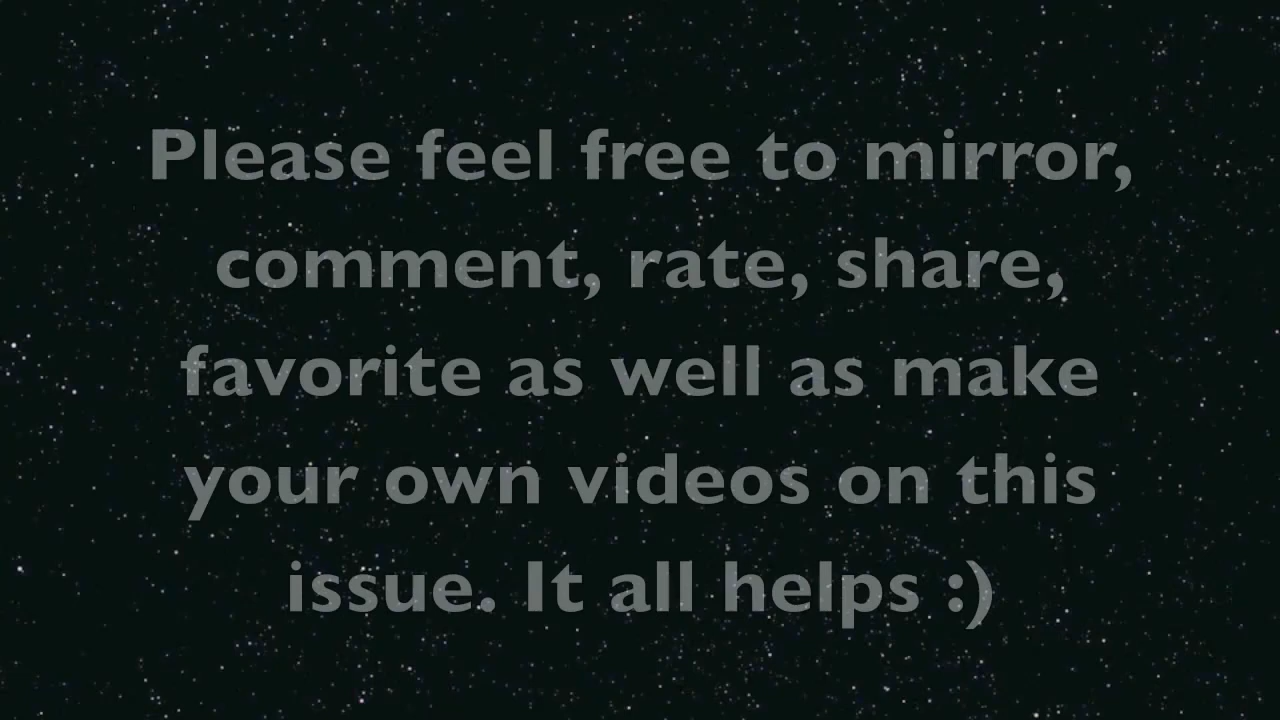 Please feel free to mirror,
comment, rate, share,
favorite as well as make
your own videos on this
issue. It all helps :)